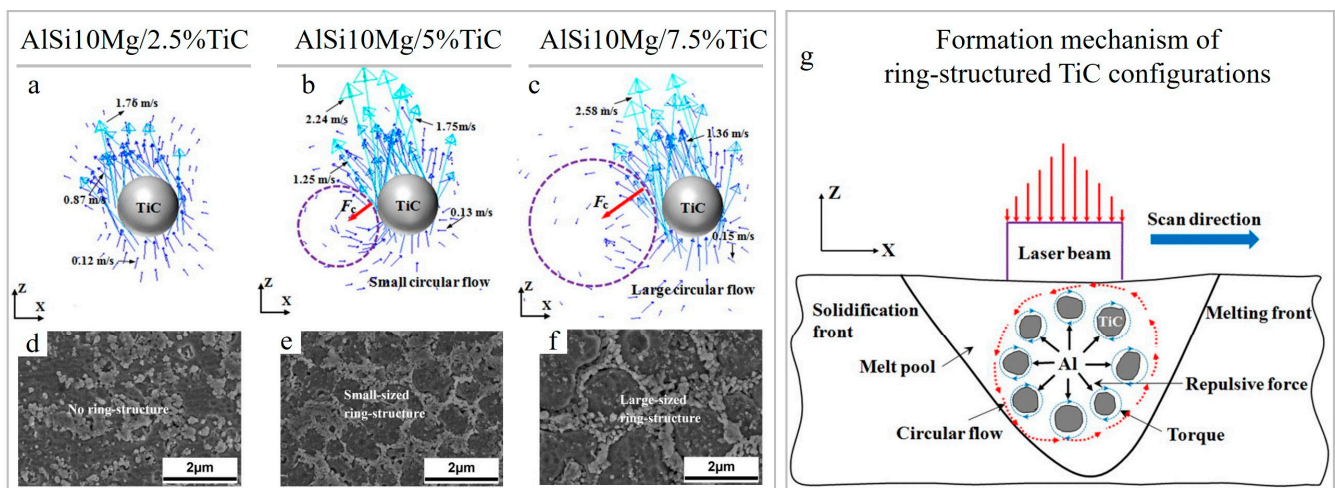 AlSi10Mg/2.5%TiC
AlSi10Mg/5%TiC
AlSi10Mg/7.5%TiC
a
1.76 m/s
0.87 m/s
TiC
0.12 m/s
Z
X
b
2.24 m/s
1.75m/s
1.25 m/s
Fc
TiC
0.13 m/s
Small circular flow
Z
X
c
2.58 m/s
1.36 m/s
Fc
TiC
0.15 m/s
Large circular flow
Z
X
d
No ring-structure
2μm
e
Small-sized
ring-structure
2μm
f
Large-sized
ring-structure
2μm
g
Formation mechanism of
ring-structured TiC configurations
Z
X
Scan direction
Laser beam
Solidification
front
Melting front
TiC
Melt pool
Al
Repulsive force
Circular flow
Torque